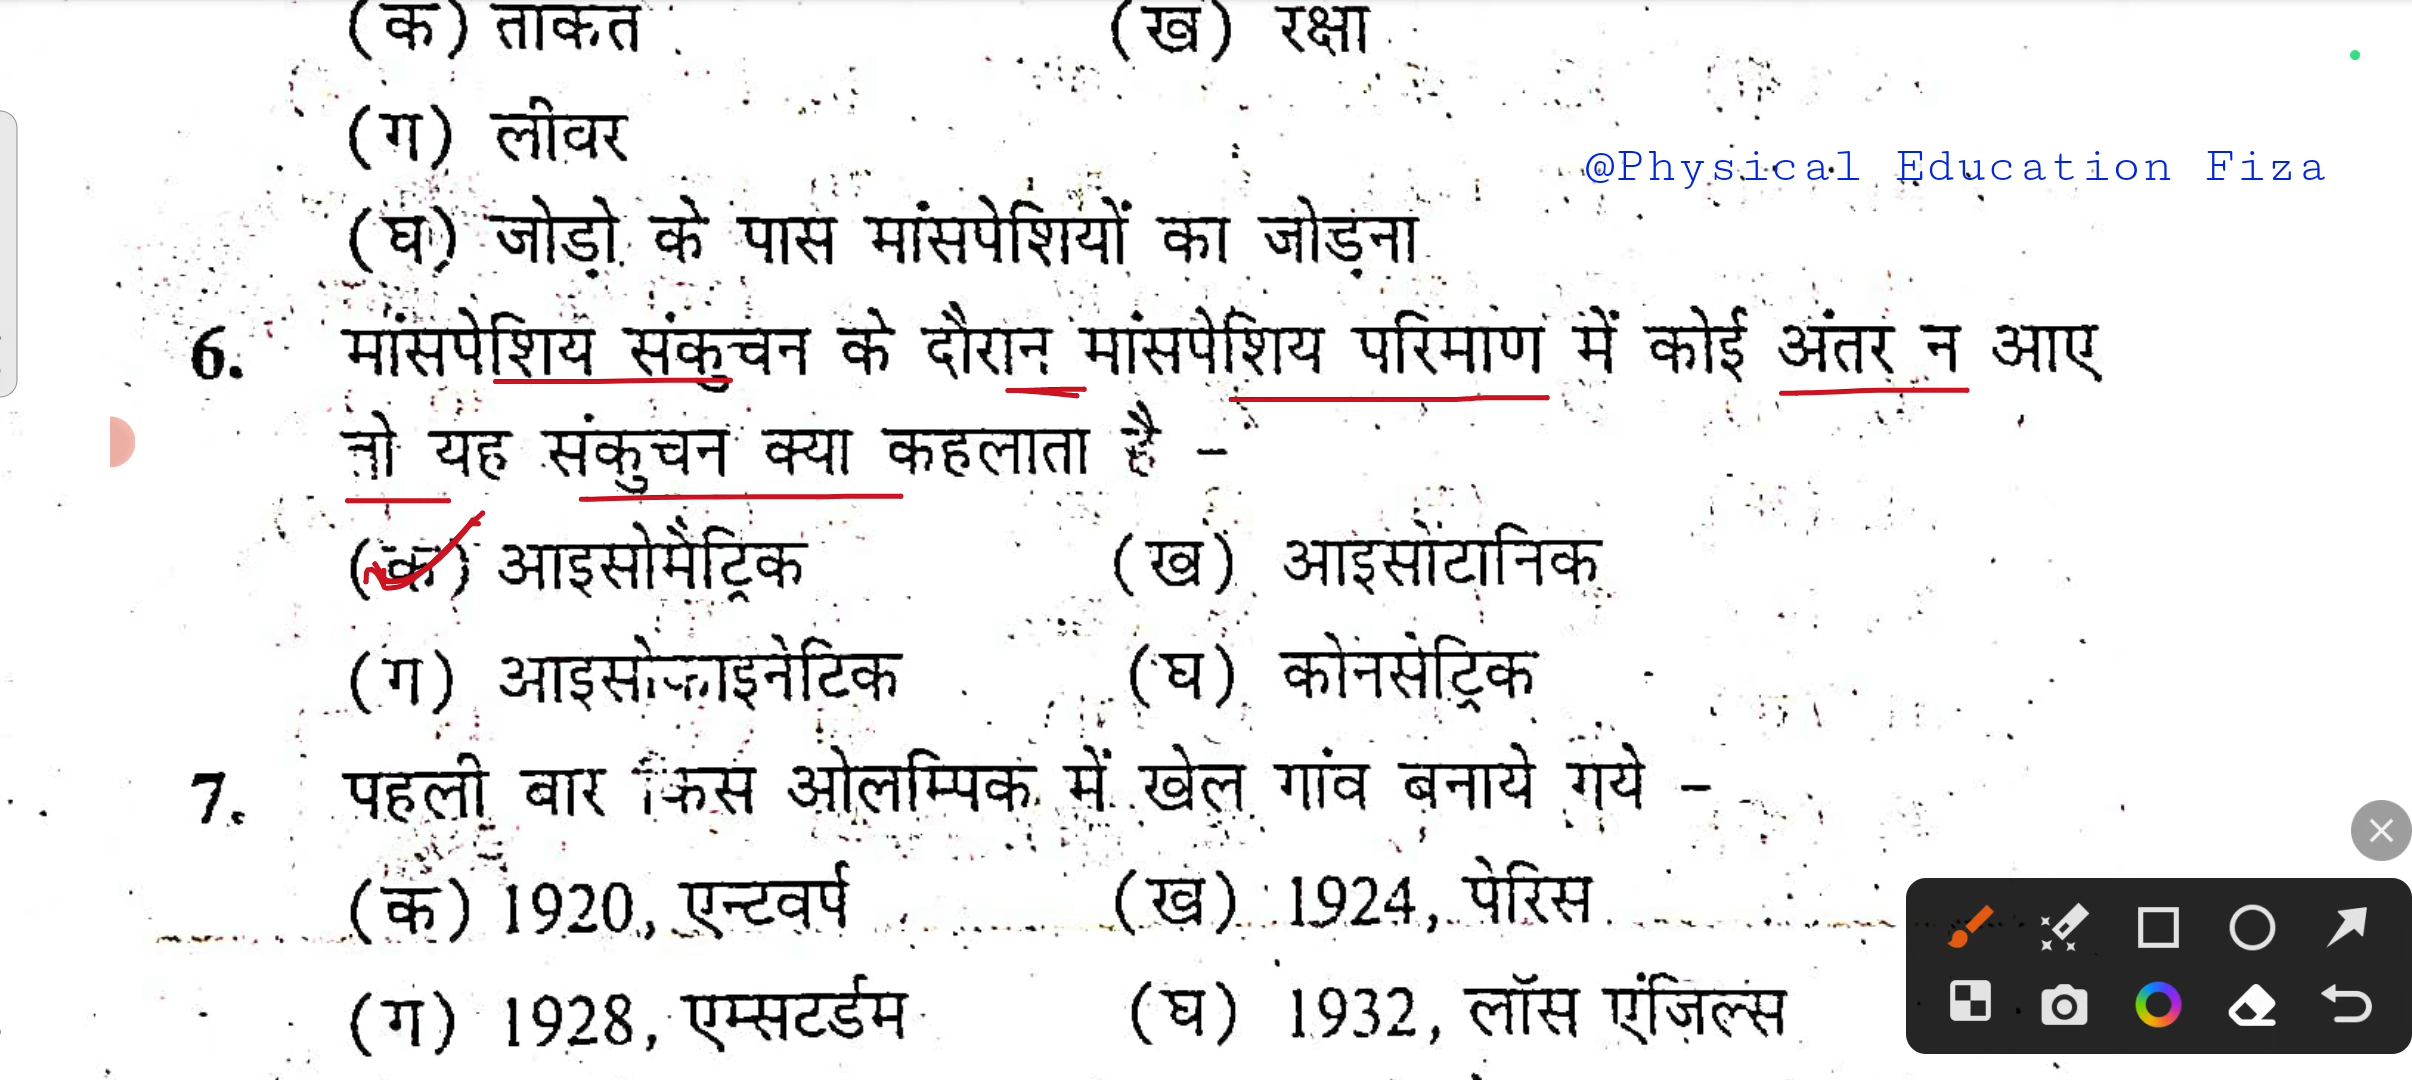 (क) ताकत (ख) रक्षा
(ग) लीवर
@Physical Education Fiza
(घ) जोड़ो के पास मांसपेशियों का जोड़ना
6. मांसपेशिय संकुचन के दौरान मांसपेशिय परिमाण में कोई अंतर न आए
तो यह संकुचन क्या कहलाता है –
(क) आइसोमैट्रिक (ख) आइसोटानिक
(ग) आइसोकाइनेटिक (घ) कोनसेंट्रिक
7. पहली बार किस ओलम्पिक में खेल गांव बनाये गये –
(क) 1920, एन्टवर्प (ख) 1924, पेरिस
(ग) 1928, एम्सटर्डम (घ) 1932, लॉस एंजिल्स